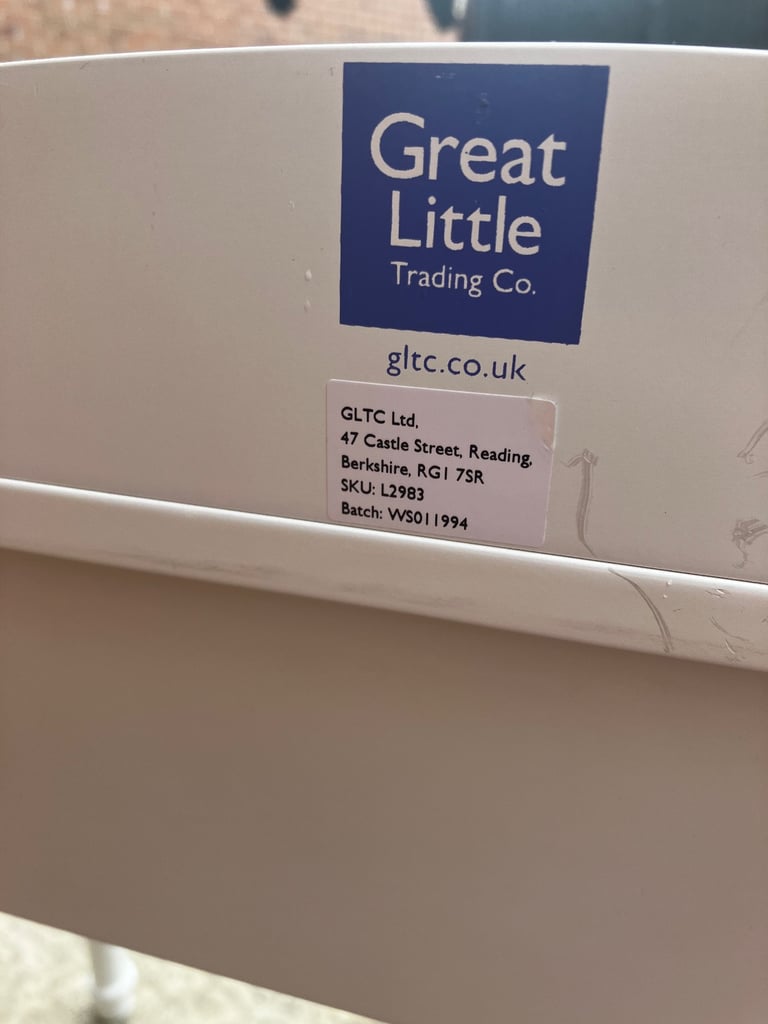 Great
Little
Trading Co.
gltc.co.uk
GLTC Ltd,
47 Castle Street, Reading,
Berkshire, RG1 7SR
SKU: L2983
Batch: WS011994